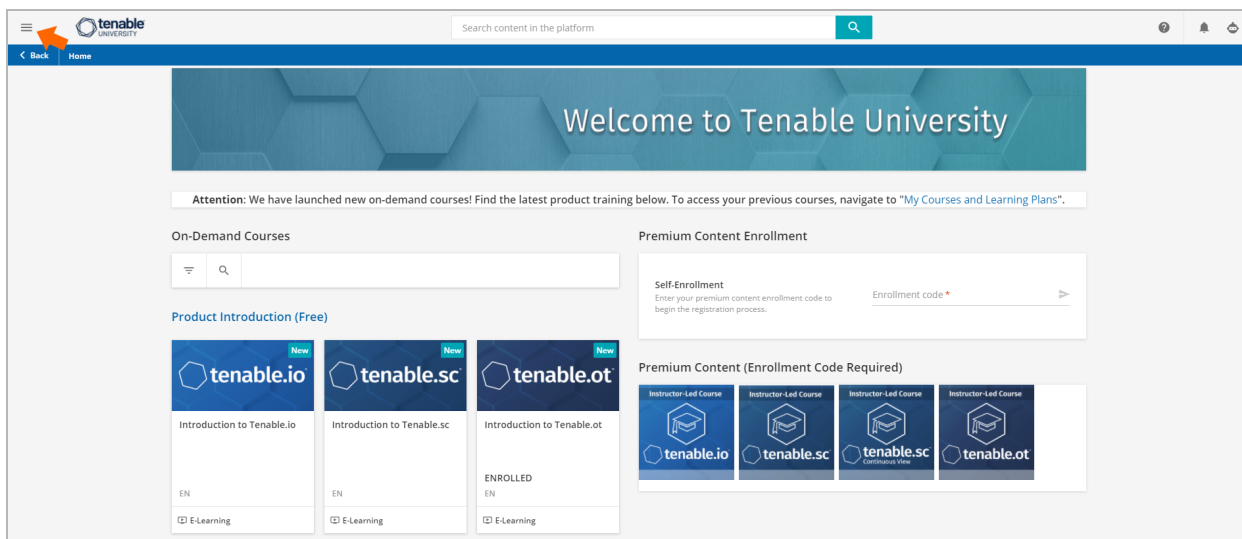 tenable
UNIVERSITY
Search content in the platform
Back
Home
Welcome to Tenable University
Attention: We have launched new on-demand courses! Find the latest product training below. To access your previous courses, navigate to "My Courses and Learning Plans".
On-Demand Courses
Product Introduction (Free)
New
tenable.io
Introduction to Tenable.io
EN
E-Learning
New
tenable.sc
Introduction to Tenable.sc
EN
E-Learning
New
tenable.ot
Introduction to Tenable.ot
ENROLLED
EN
E-Learning
Premium Content Enrollment
Self-Enrollment
Enter your premium content enrollment code to
begin the registration process.
Enrollment code *
Premium Content (Enrollment Code Required)
Instructor-Led Course
tenable.io
Instructor-Led Course
tenable.sc
Instructor-Led Course
tenable.sc
Continuous View
Instructor-Led Course
tenable.ot